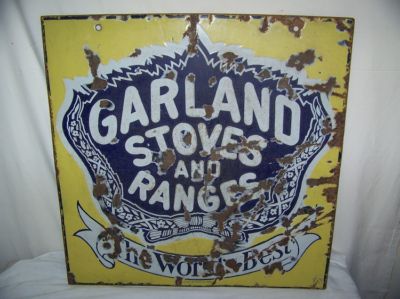 GARLAND
STOVES
AND
RANGES
The World's Best